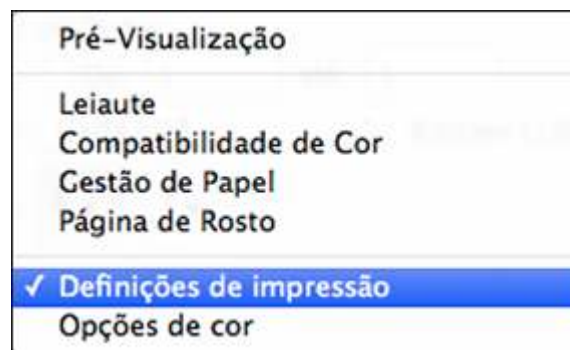 Pré-Visualização
Leiaute
Compatibilidade de Cor
Gestão de Papel
Página de Rosto
✓ Definições de impressão
Opções de cor